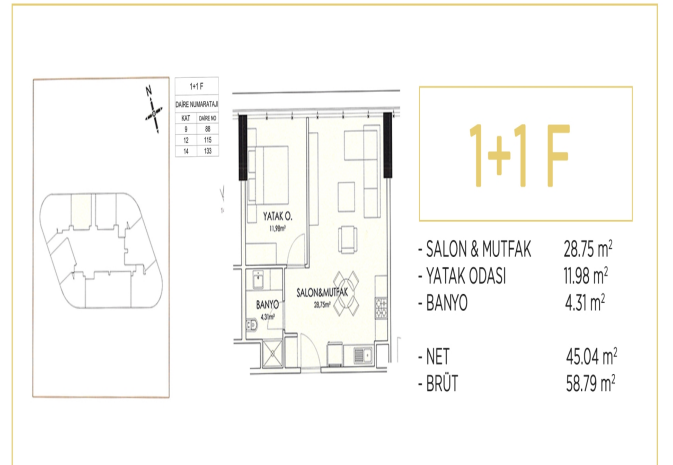 N
1+1 F
DAİRE NUMARATAJI
KAT DAİRE NO
9 88
12 115
14 133
YATAK O.
11,98m²
BANYO
4.31m²
SALON&MUTFAK
28,75m²
1+1 F
- SALON & MUTFAK 28.75 m²
- YATAK ODASI 11.98 m²
- BANYO 4.31 m²
- NET 45.04 m²
- BRÜT 58.79 m²